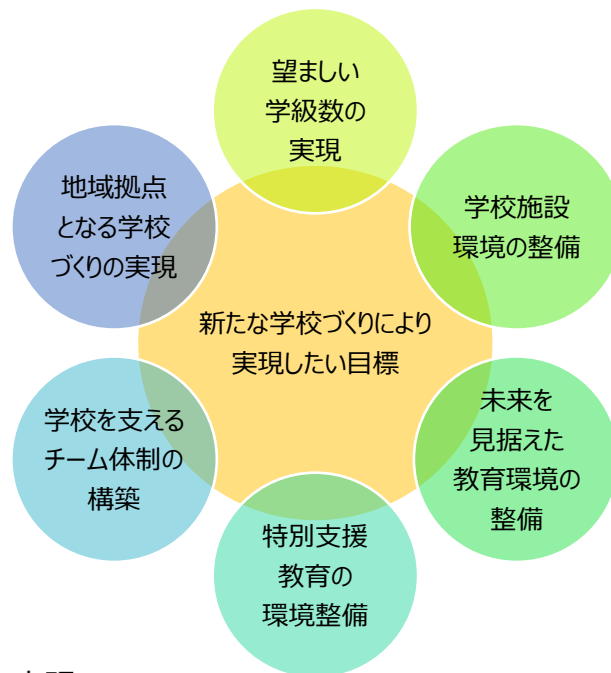 望ましい
学級数の
実現
学校施設
環境の整備
未来を
見据えた
教育環境の
整備
特別支援
教育の
環境整備
学校を支える
チーム体制の
構築
地域拠点
となる学校
づくりの実現
新たな学校づくりにより
実現したい目標